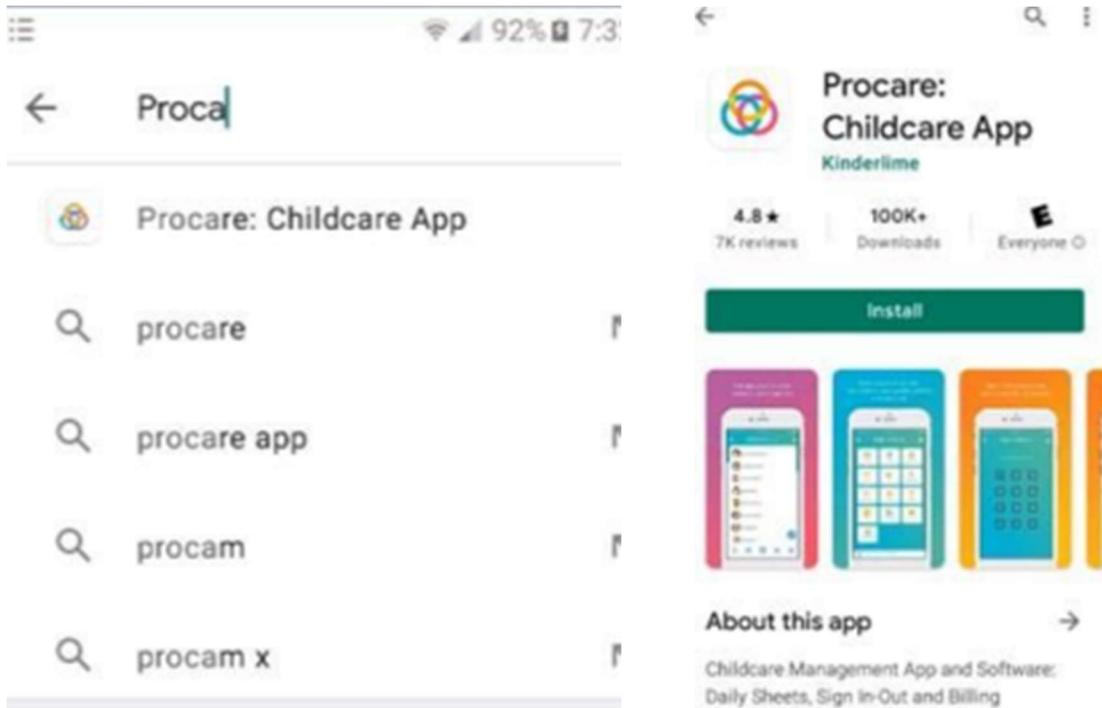 92% 7:3
Proca
Procare: Childcare App
procare
procare app
procam
procam x
Procare:
Childcare App
Kinderlime
4.8★
7K reviews
100K+
Downloads
E
Everyone
Install
About this app
Childcare Management App and Software:
Daily Sheets, Sign In-Out and Billing